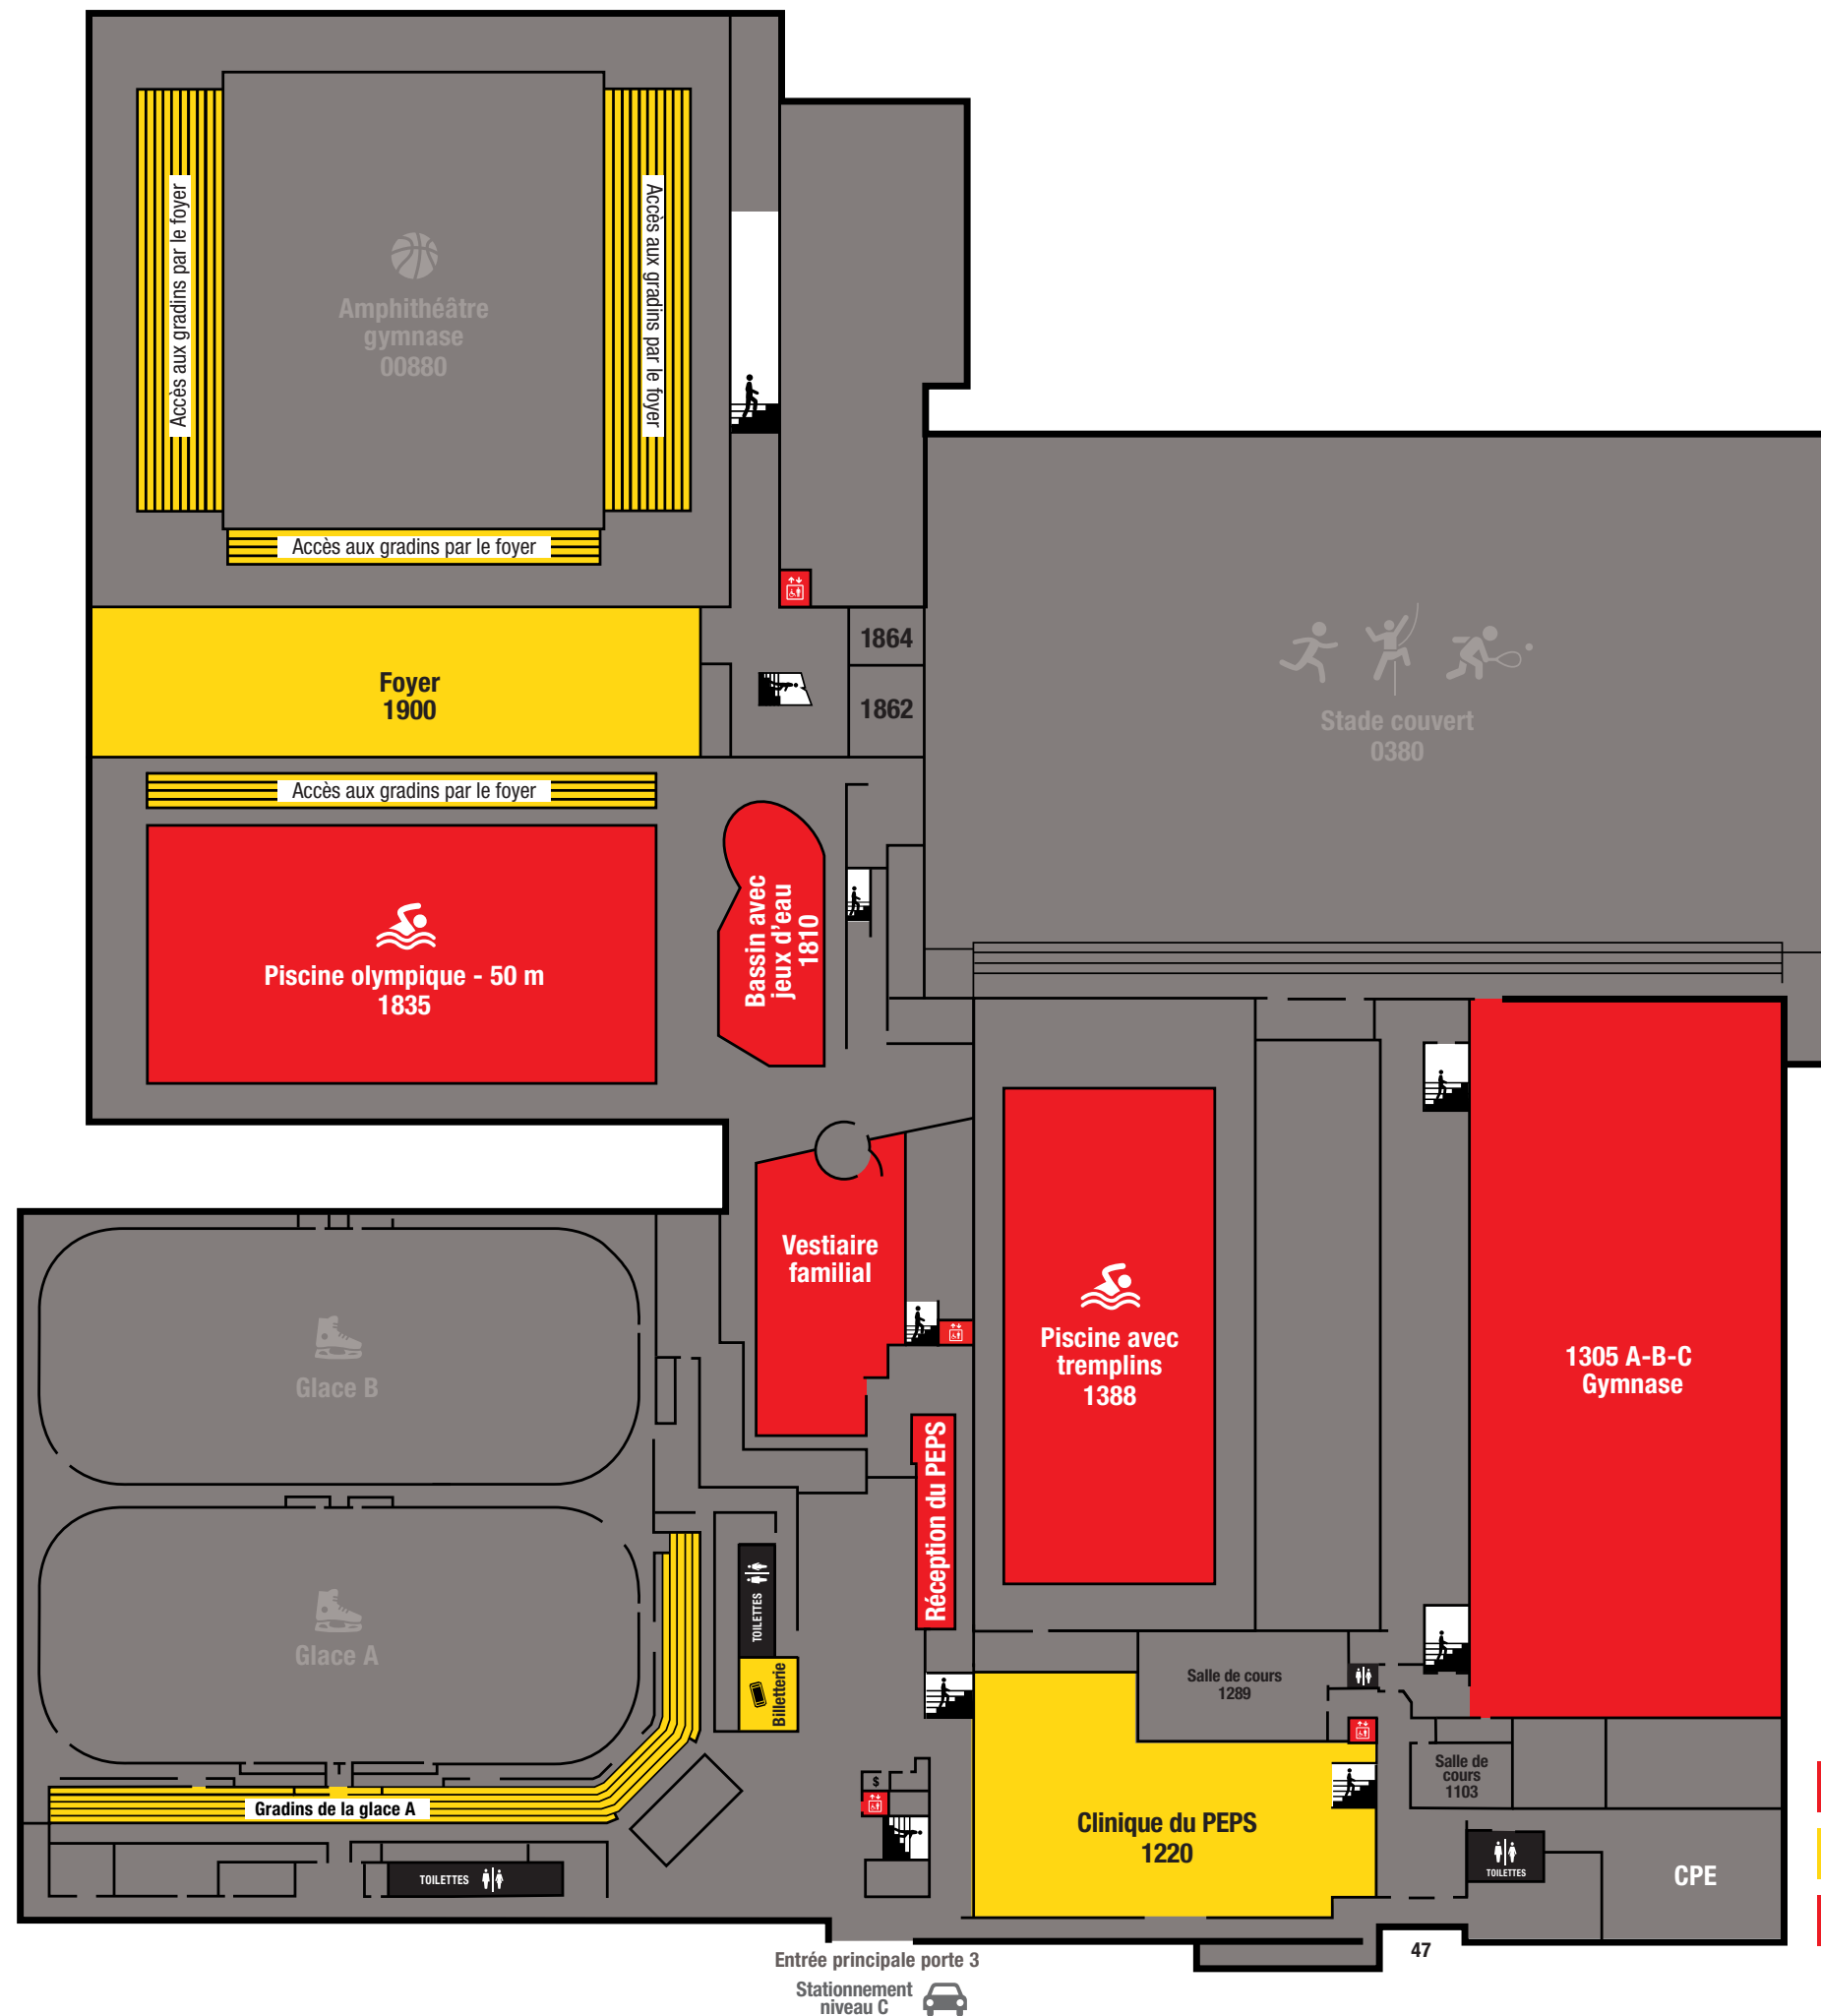 Accès aux gradins par le foyer
Amphithéâtre
gymnase
00880
Accès aux gradins par le foyer
Accès aux gradins par le foyer
Foyer
1900
1864
1862
Stade couvert
0380
Accès aux gradins par le foyer
Piscine olympique - 50 m
1835
Bassin avec
jeux d'eau
1810
Vestiaire
familial
Piscine avec
tremplins
1388
1305 A-B-C
Gymnase
Glace B
Réception du PEPS
Glace A
TOILETTES
Billetterie
Salle de cours
1289
Gradins de la glace A
$
Salle de
cours
1103
Clinique du PEPS
1220
TOILETTES
TOILETTES
CPE
47
Entrée principale porte 3
Stationnement
niveau C